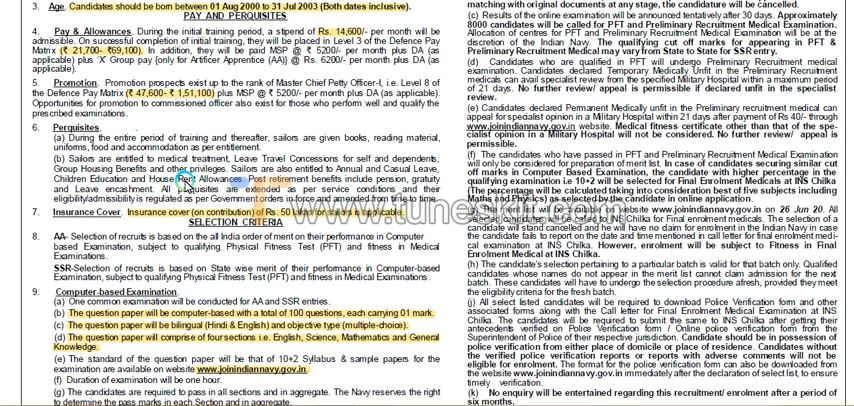 3. Age. Candidates should be born between 01 Aug 2000 to 31 Jul 2003 (Both dates inclusive).
PAY AND PERQUISITES
4. Pay & Allowances. During the initial training period, a stipend of Rs. 14,600/- per month will be
admissible. On successful completion of initial training, they will be placed in Level 3 of the Defence Pay
Matrix (₹ 21,700- ₹69,100). In addition, they will be paid MSP @ ₹ 5200/- per month plus DA (as
applicable) plus 'X' Group pay {only for Artificer Apprentice (AA)} @ Rs. 6200/- per month plus DA (as
applicable).
5. Promotion. Promotion prospects exist up to the rank of Master Chief Petty Officer-I, i.e. Level 8 of
the Defence Pay Matrix (₹ 47,600- ₹ 1,51,100) plus MSP @ ₹ 5200/- per month plus DA (as applicable).
Opportunities for promotion to commissioned officer also exist for those who perform well and qualify the
prescribed examinations.
6. Perquisites.
(a) During the entire period of training and thereafter, sailors are given books, reading material,
uniforms, food and accommodation as per entitlement.
(b) Sailors are entitled to medical treatment, Leave Travel Concessions for self and dependents,
Group Housing Benefits and other privileges. Sailors are also entitled to Annual and Casual Leave,
Children Education and House Rent Allowances. Post retirement benefits include pension, gratuity
and Leave encashment. All perquisites are as per service conditions and their
eligibility/admissibility is regulated as per Government orders in force and amended from time to time.
7. Insurance Cover. Insurance cover (on contribution) of Rs. 50 lakhs for sailors is applicable.
SELECTION CRITERIA
8. AA- Selection of recruits is based on the all India order of merit on their performance in Computer
based Examination, subject to qualifying Physical Fitness Test (PFT) and fitness in Medical
Examinations.
SSR-Selection of recruits is based on State wise merit of their performance in Computer-based
Examination, subject to qualifying Physical Fitness Test (PFT) and fitness in Medical Examinations.
9. Computer-based Examination.
(a) One common examination will be conducted for AA and SSR entries.
(b) The question paper will be computer-based with a total of 100 questions, each carrying 01 mark.
(c) The question paper will be bilingual (Hindi & English) and objective type (multiple-choice).
(d) The question paper will comprise of four sections i.e. English, Science, Mathematics and General
Knowledge.
(e) The standard of the question paper will be that of 10+2 Syllabus & sample papers for the
examination are available on website www.joinindiannavy.gov.in.
(f) Duration of examination will be one hour.
(g) The candidates are required to pass in all sections and in aggregate. The Navy reserves the right
to determine the pass marks in each Section and in aggregate.
matching with original documents at any stage, the candidature will be cancelled.
(c) Results of the online examination will be announced tentatively after 30 days. Approximately
8000 candidates will be called for PFT and Preliminary Recruitment Medical Examination.
Allocation of centres for PFT and Preliminary Recruitment Medical Examination will be at the
discretion of the Indian Navy. The qualifying cut off marks for appearing in PFT &
Preliminary Recruitment Medical may vary from State to State for SSR entry.
(d) Candidates who are qualified in PFT will undergo Preliminary Recruitment medical
examination. Candidates declared Temporary Medically Unfit in the Preliminary Recruitment
medicals can avail specialist review from the specified Military Hospital within a maximum period
of 21 days. No further review/ appeal is permissible if declared unfit in the specialist
review.
(e) Candidates declared Permanent Medically unfit in the Preliminary Recruitment medical can
appeal for specialist opinion in a Military Hospital within 21 days after payment of Rs 40/- through
www.joinindiannavy.gov.in website. Medical fitness certificate other than that of the spe-
cialist opinion in a Military Hospital will not be considered. No further review/ appeal is
permissible.
(f) The candidates who have passed in PFT and Preliminary Recruitment Medical Examination
will only be considered for preparation of merit list. In case of candidates securing similar cut
off marks in Computer Based Examination, the candidate with higher percentage in the
qualifying examination i.e 10+2 will be selected for Final Enrolment Medicals at INS Chilka
(The percentage will be calculated taking into consideration best of five subjects including
Maths and Physics) as selected by the candidate in online application.
(g) The merit list will be available on website www.joinindiannavy.gov.in on 26 Jun 20. All
selected candidates will be called to INS Chilka for Final Enrolment medicals. The selection of a
candidate will stand cancelled and he will have no claim for enrolment in the Indian Navy in case
the candidate fails to report on the date and time mentioned in call letter for final enrolment medi-
cal examination at INS Chilka. However, enrolment will be subject to Fitness in Final
Enrolment Medical at INS Chilka.
(h) The candidate's selection pertaining to a particular batch is valid for that batch only. Qualified
candidates whose names do not appear in the merit list cannot claim admission for the next
batch. These candidates will have to undergo the selection procedure afresh, provided they meet
the eligibility criteria for the fresh batch.
(j) All select listed candidates will be required to download Police Verification form and other
associated forms along with the Call letter for Final Enrolment Medical Examination at INS
Chilka. The candidates will be required to submit the same to INS Chilka after getting their
antecedents verified on Police Verification form / Online police verification form from the
Superintendent of Police of their respective jurisdiction. Candidate should be in possession of
police verification from either place of domicile or place of residence. Candidates without
the verified police verification reports or reports with adverse comments will not be
eligible for enrolment. The format for the police verification form can also be downloaded from
the website www.joinindiannavy.gov.in immediately after the declaration of select list, to ensure
timely verification.
(k) No enquiry will be entertained regarding this recruitment/ enrolment after a period of
six months.
www.tuneskit.com